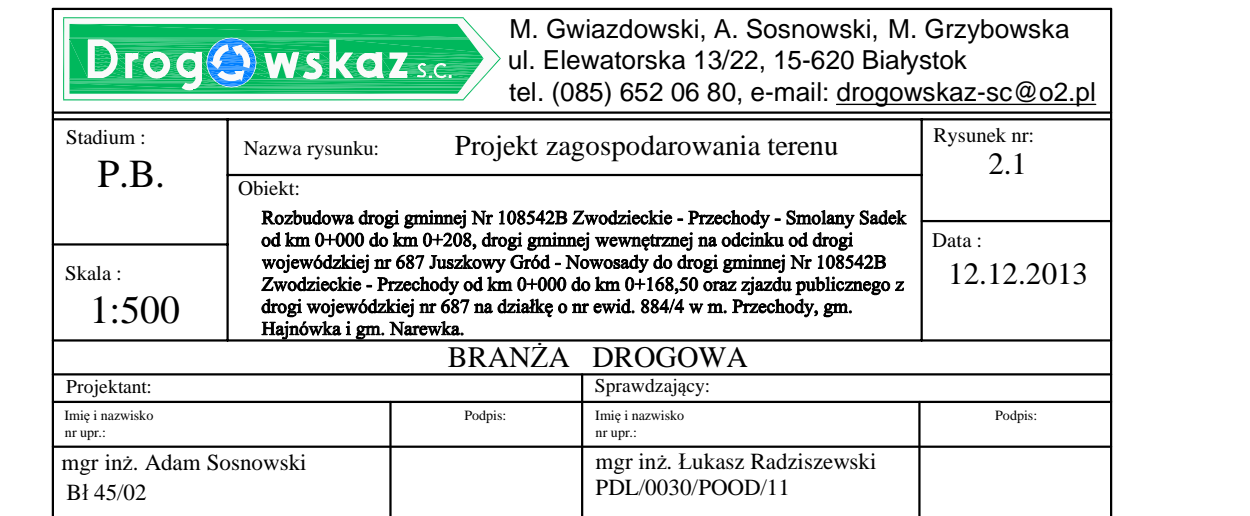 Drogowskaz s.c.
M. Gwiazdowski, A. Sosnowski, M. Grzybowska
ul. Elewatorska 13/22, 15-620 Białystok
tel. (085) 652 06 80, e-mail: drogowskaz-sc@o2.pl
Stadium :
P.B.
Nazwa rysunku: Projekt zagospodarowania terenu
Rysunek nr:
2.1
Obiekt:
Rozbudowa drogi gminnej Nr 108542B Zwodzieckie - Przechody - Smolany Sadek
od km 0+000 do km 0+208, drogi gminnej wewnętrznej na odcinku od drogi
wojewódzkiej nr 687 Juszkowy Gród - Nowosady do drogi gminnej Nr 108542B
Zwodzieckie - Przechody od km 0+000 do km 0+168,50 oraz zjazdu publicznego z
drogi wojewódzkiej nr 687 na działkę o nr ewid. 884/4 w m. Przechody, gm.
Hajnówka i gm. Narewka.
Skala :
1:500
Data :
12.12.2013
BRANŻA DROGOWA
Projektant:
Sprawdzający:
Imię i nazwisko
nr upr.:
Podpis:
Imię i nazwisko
nr upr.:
Podpis:
mgr inż. Adam Sosnowski
Bł 45/02
mgr inż. Łukasz Radziszewski
PDL/0030/POOD/11